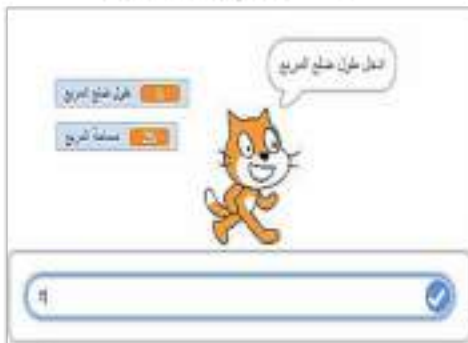 ادخل طول ضلع المربع
طول ضلع المربع
مساحة المربع